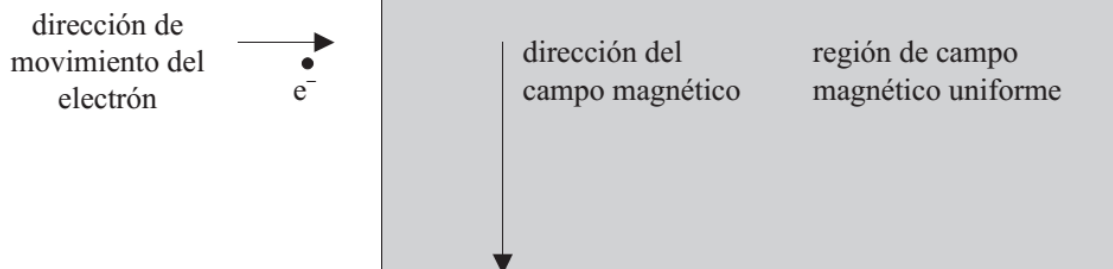 dirección de
movimiento del
electrón
e⁻
dirección del
campo magnético
región de campo
magnético uniforme